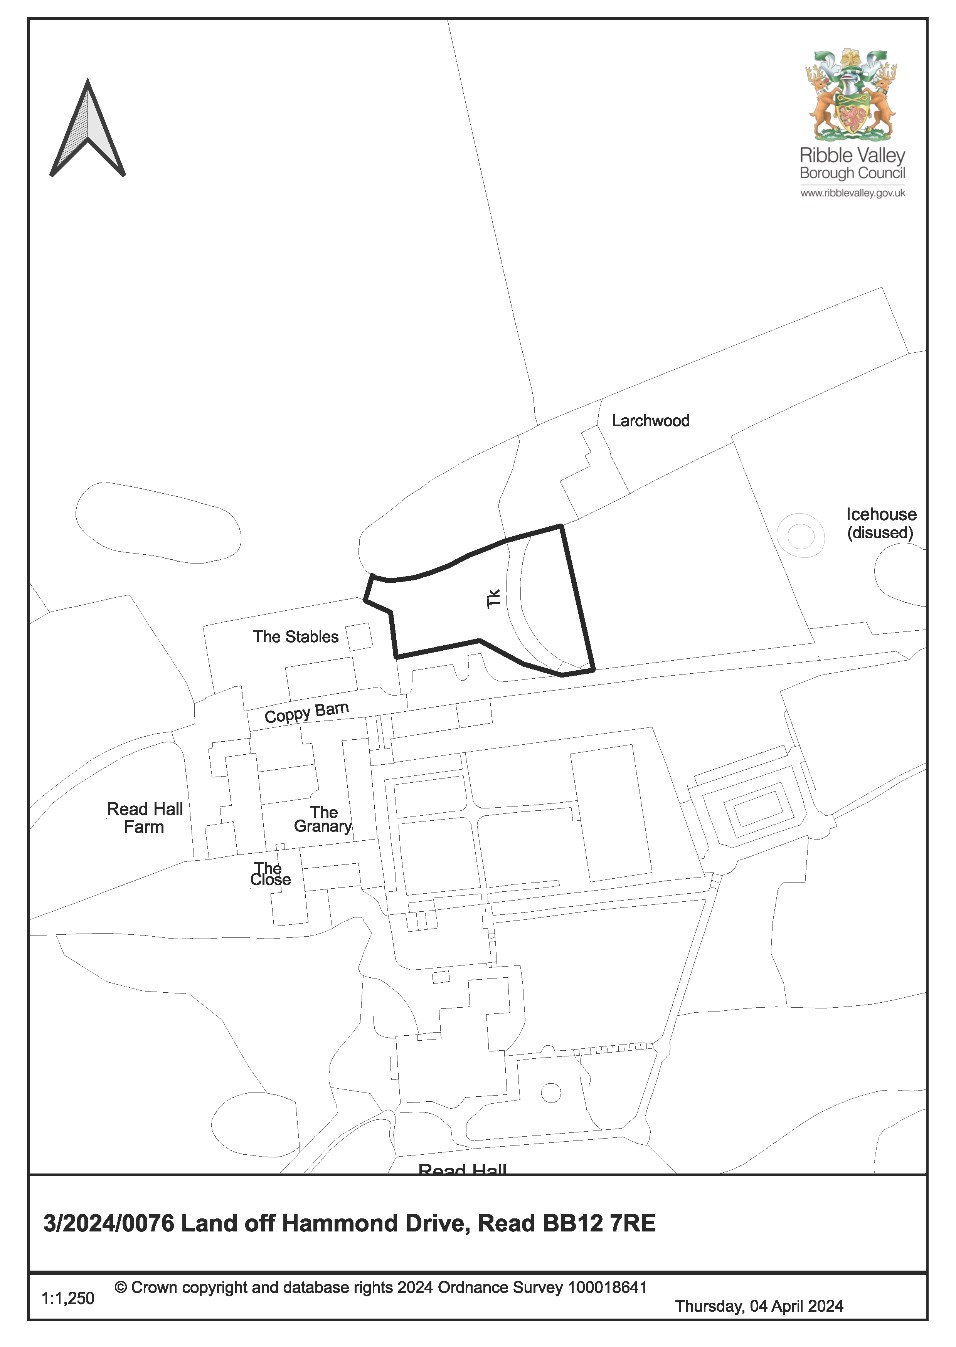 Ribble Valley
Borough Council
www.ribblevalley.gov.uk
Larchwood
Icehouse
(disused)
Tk
The Stables
Coppy Barn
Read Hall
Farm
The
Granary
The
Close
Read Hall
3/2024/0076 Land off Hammond Drive, Read BB12 7RE
1:1,250
© Crown copyright and database rights 2024 Ordnance Survey 100018641
Thursday, 04 April 2024